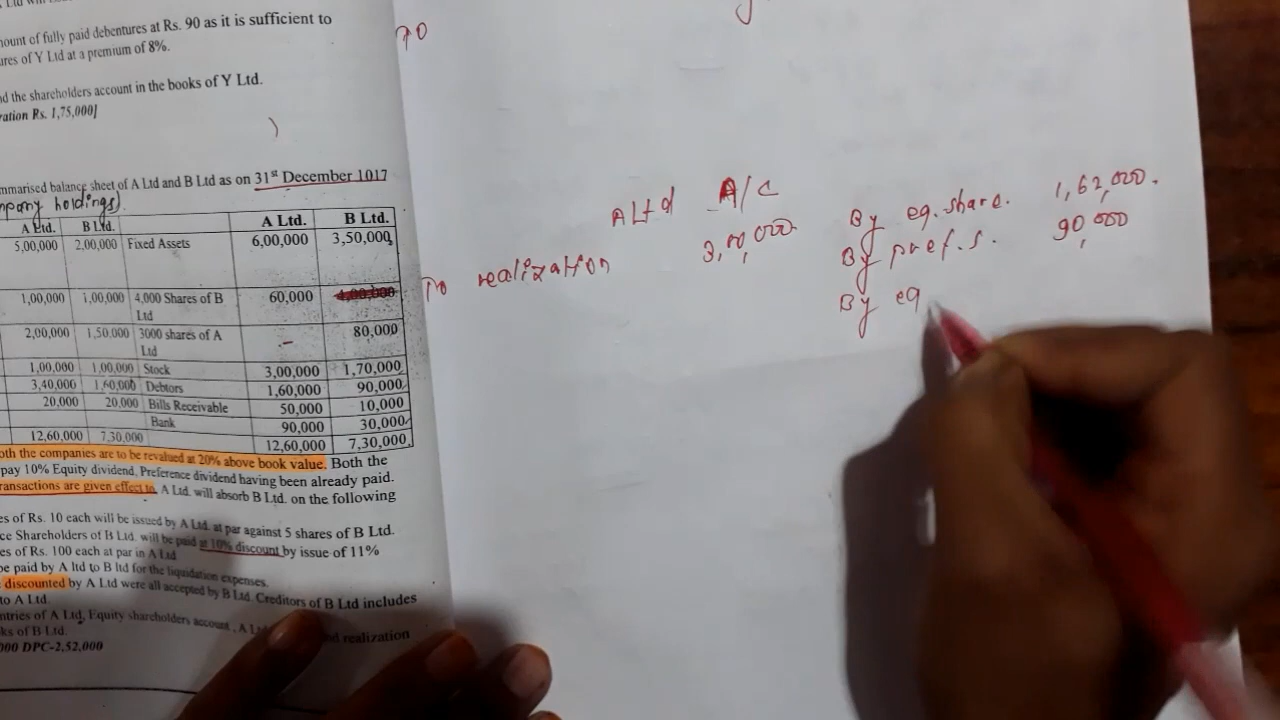 ount of fully paid debentures at Rs. 90 as it is sufficient to
res of Y Ltd at a premium of 8%.
d the shareholders account in the books of Y Ltd.
ration Rs. 1,75,000]
mmarised balance sheet of A Ltd and B Ltd as on 31st December 1017
mpany holdings)
A Ltd. B Ltd. A Ltd. B Ltd.
5,00,000 2,00,000 Fixed Assets 6,00,000 3,50,000
1,00,000 1,00,000 4,000 Shares of B Ltd 60,000
2,00,000 1,50,000 3000 shares of A Ltd - 80,000
1,00,000 1,00,000 Stock 3,00,000 1,70,000
3,40,000 1,60,000 Debtors 1,60,000 90,000
20,000 20,000 Bills Receivable 50,000 10,000
Bank 90,000 30,000
12,60,000 7,30,000 12,60,000 7,30,000
oth the companies are to be revalued at 20% above book value. Both the
pay 10% Equity dividend, Preference dividend having been already paid.
ransactions are given effect to, A Ltd. will absorb B Ltd. on the following
es of Rs. 10 each will be issued by A Ltd. at par against 5 shares of B Ltd.
ce Shareholders of B Ltd. will be paid at 10% discount by issue of 11%
es of Rs. 100 each at par in A Ltd
be paid by A ltd to B ltd for the liquidation expenses.
discounted by A Ltd were all accepted by B Ltd. Creditors of B Ltd includes
to A Ltd.
ntries of A Ltd, Equity shareholders account, A Ltd realization
ks of B Ltd.
000 DPC-2,52,000
70
A Ltd A/C
To realization 3,00,000 By eq. share. 1,62,000.
By pref. s. 90,000
By eq